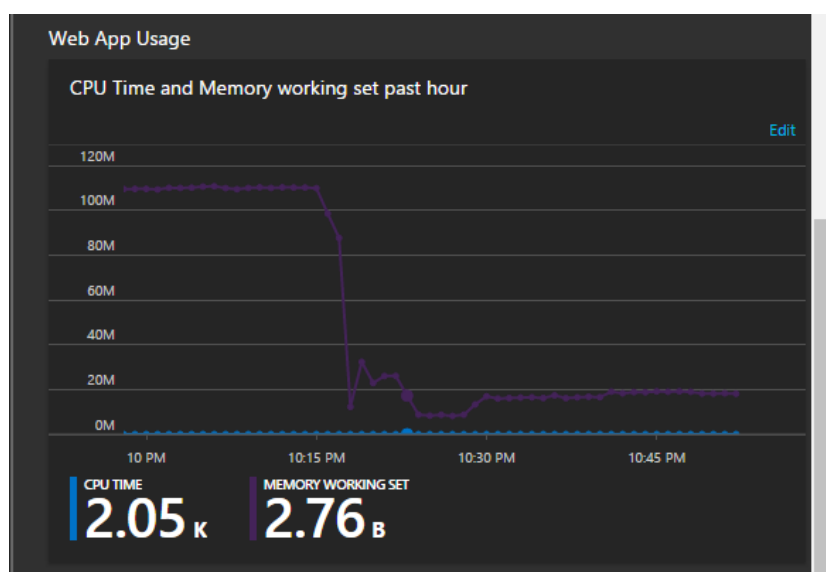 Web App Usage
CPU Time and Memory working set past hour
Edit
120M
100M
80M
60M
40M
20M
0M
10 PM 10:15 PM 10:30 PM 10:45 PM
CPU TIME MEMORY WORKING SET
2.05 K 2.76 B